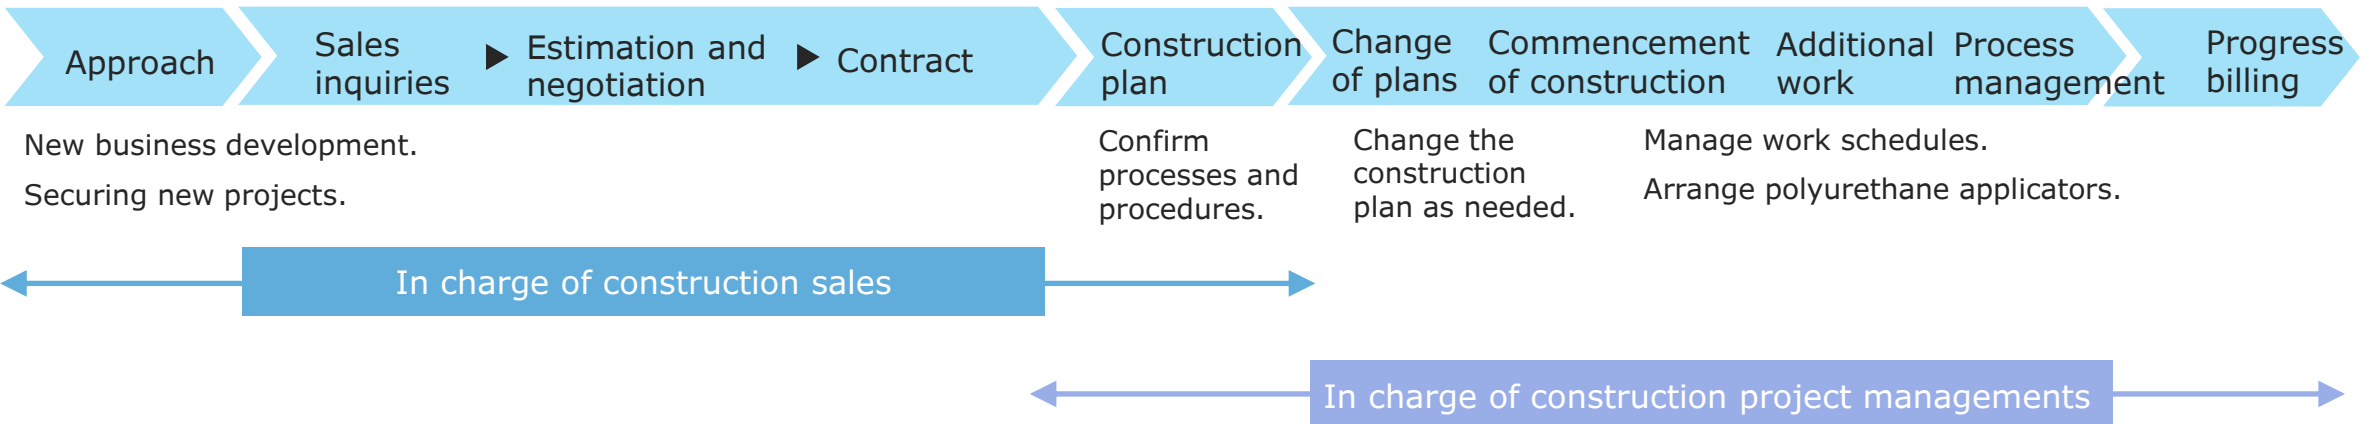 Approach
Sales
inquiries
Estimation and
negotiation
Contract
Construction
plan
Change
of plans
Commencement
of construction
Additional
work
Process
management
Progress
billing
New business development.
Securing new projects.
Confirm
processes and
procedures.
Change the
construction
plan as needed.
Manage work schedules.
Arrange polyurethane applicators.
In charge of construction sales
In charge of construction project managements